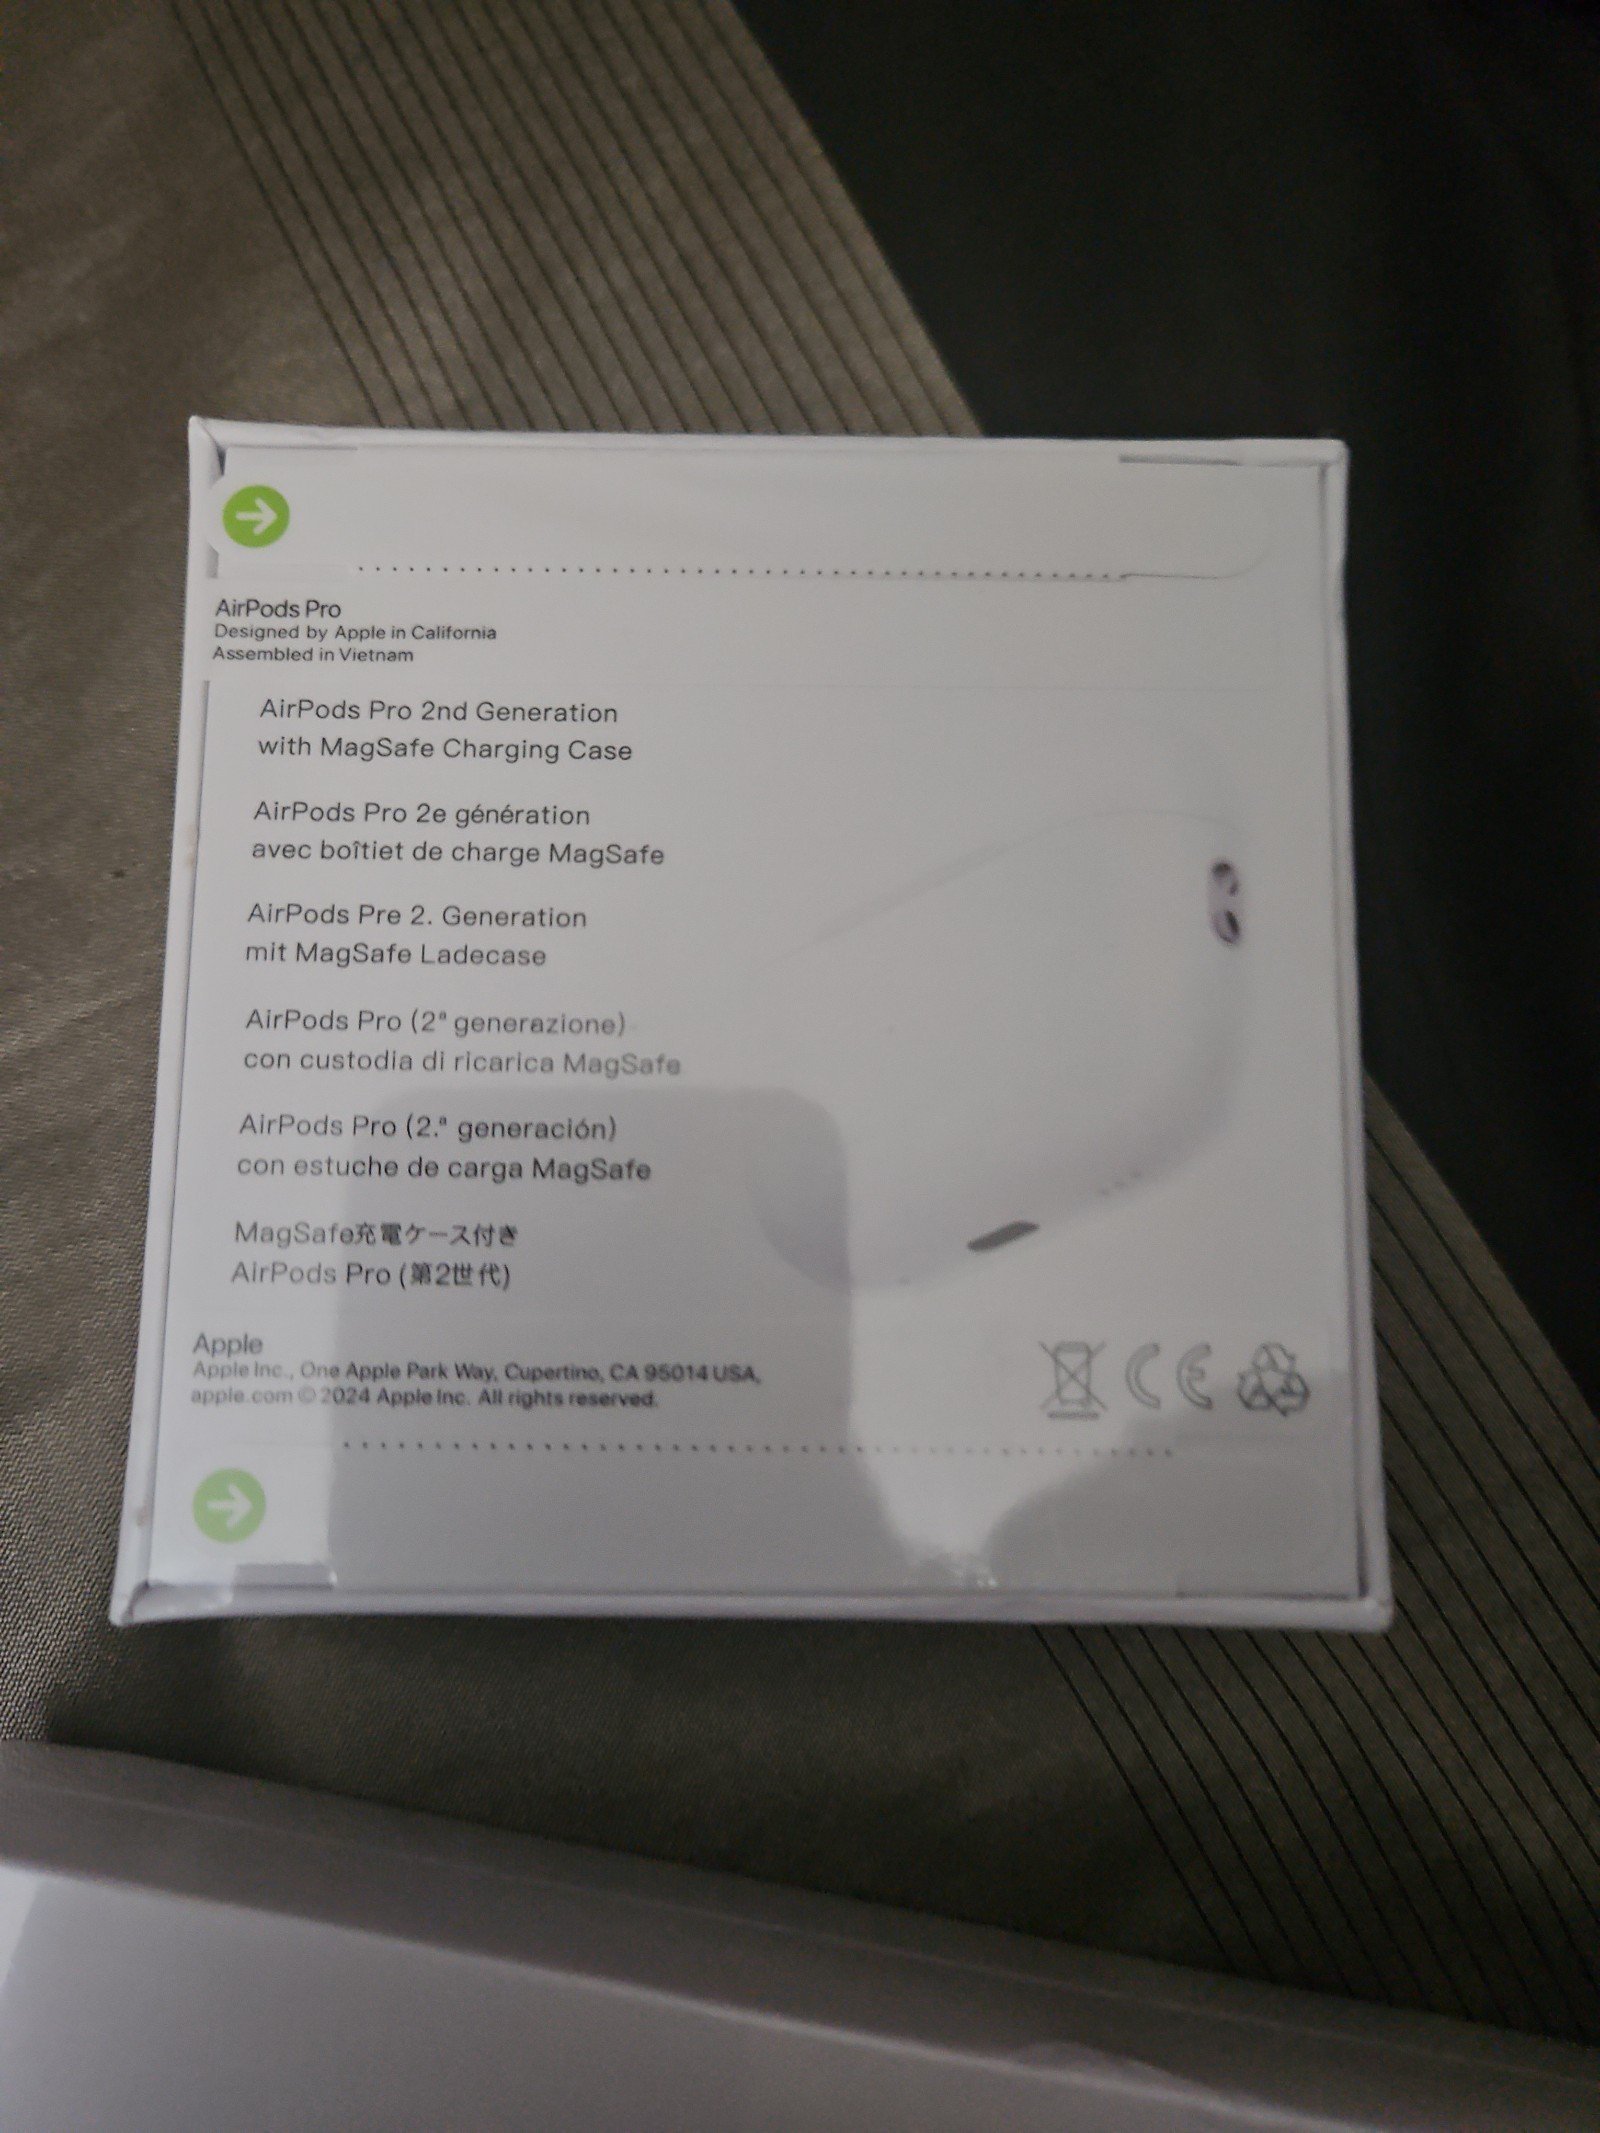 AirPods Pro
Designed by Apple in California
Assembled in Vietnam
AirPods Pro 2nd Generation
with MagSafe Charging Case
AirPods Pro 2e génération
avec boîtiet de charge MagSafe
AirPods Pre 2. Generation
mit MagSafe Ladecase
AirPods Pro (2ª generazione)
con custodia di ricarica MagSafe
AirPods Pro (2.ª generación)
con estuche de carga MagSafe
MagSafe充電ケース付き
AirPods Pro (第2世代)
Apple
Apple Inc., One Apple Park Way, Cupertino, CA 95014 USA,
apple.com © 2024 Apple Inc. All rights reserved.